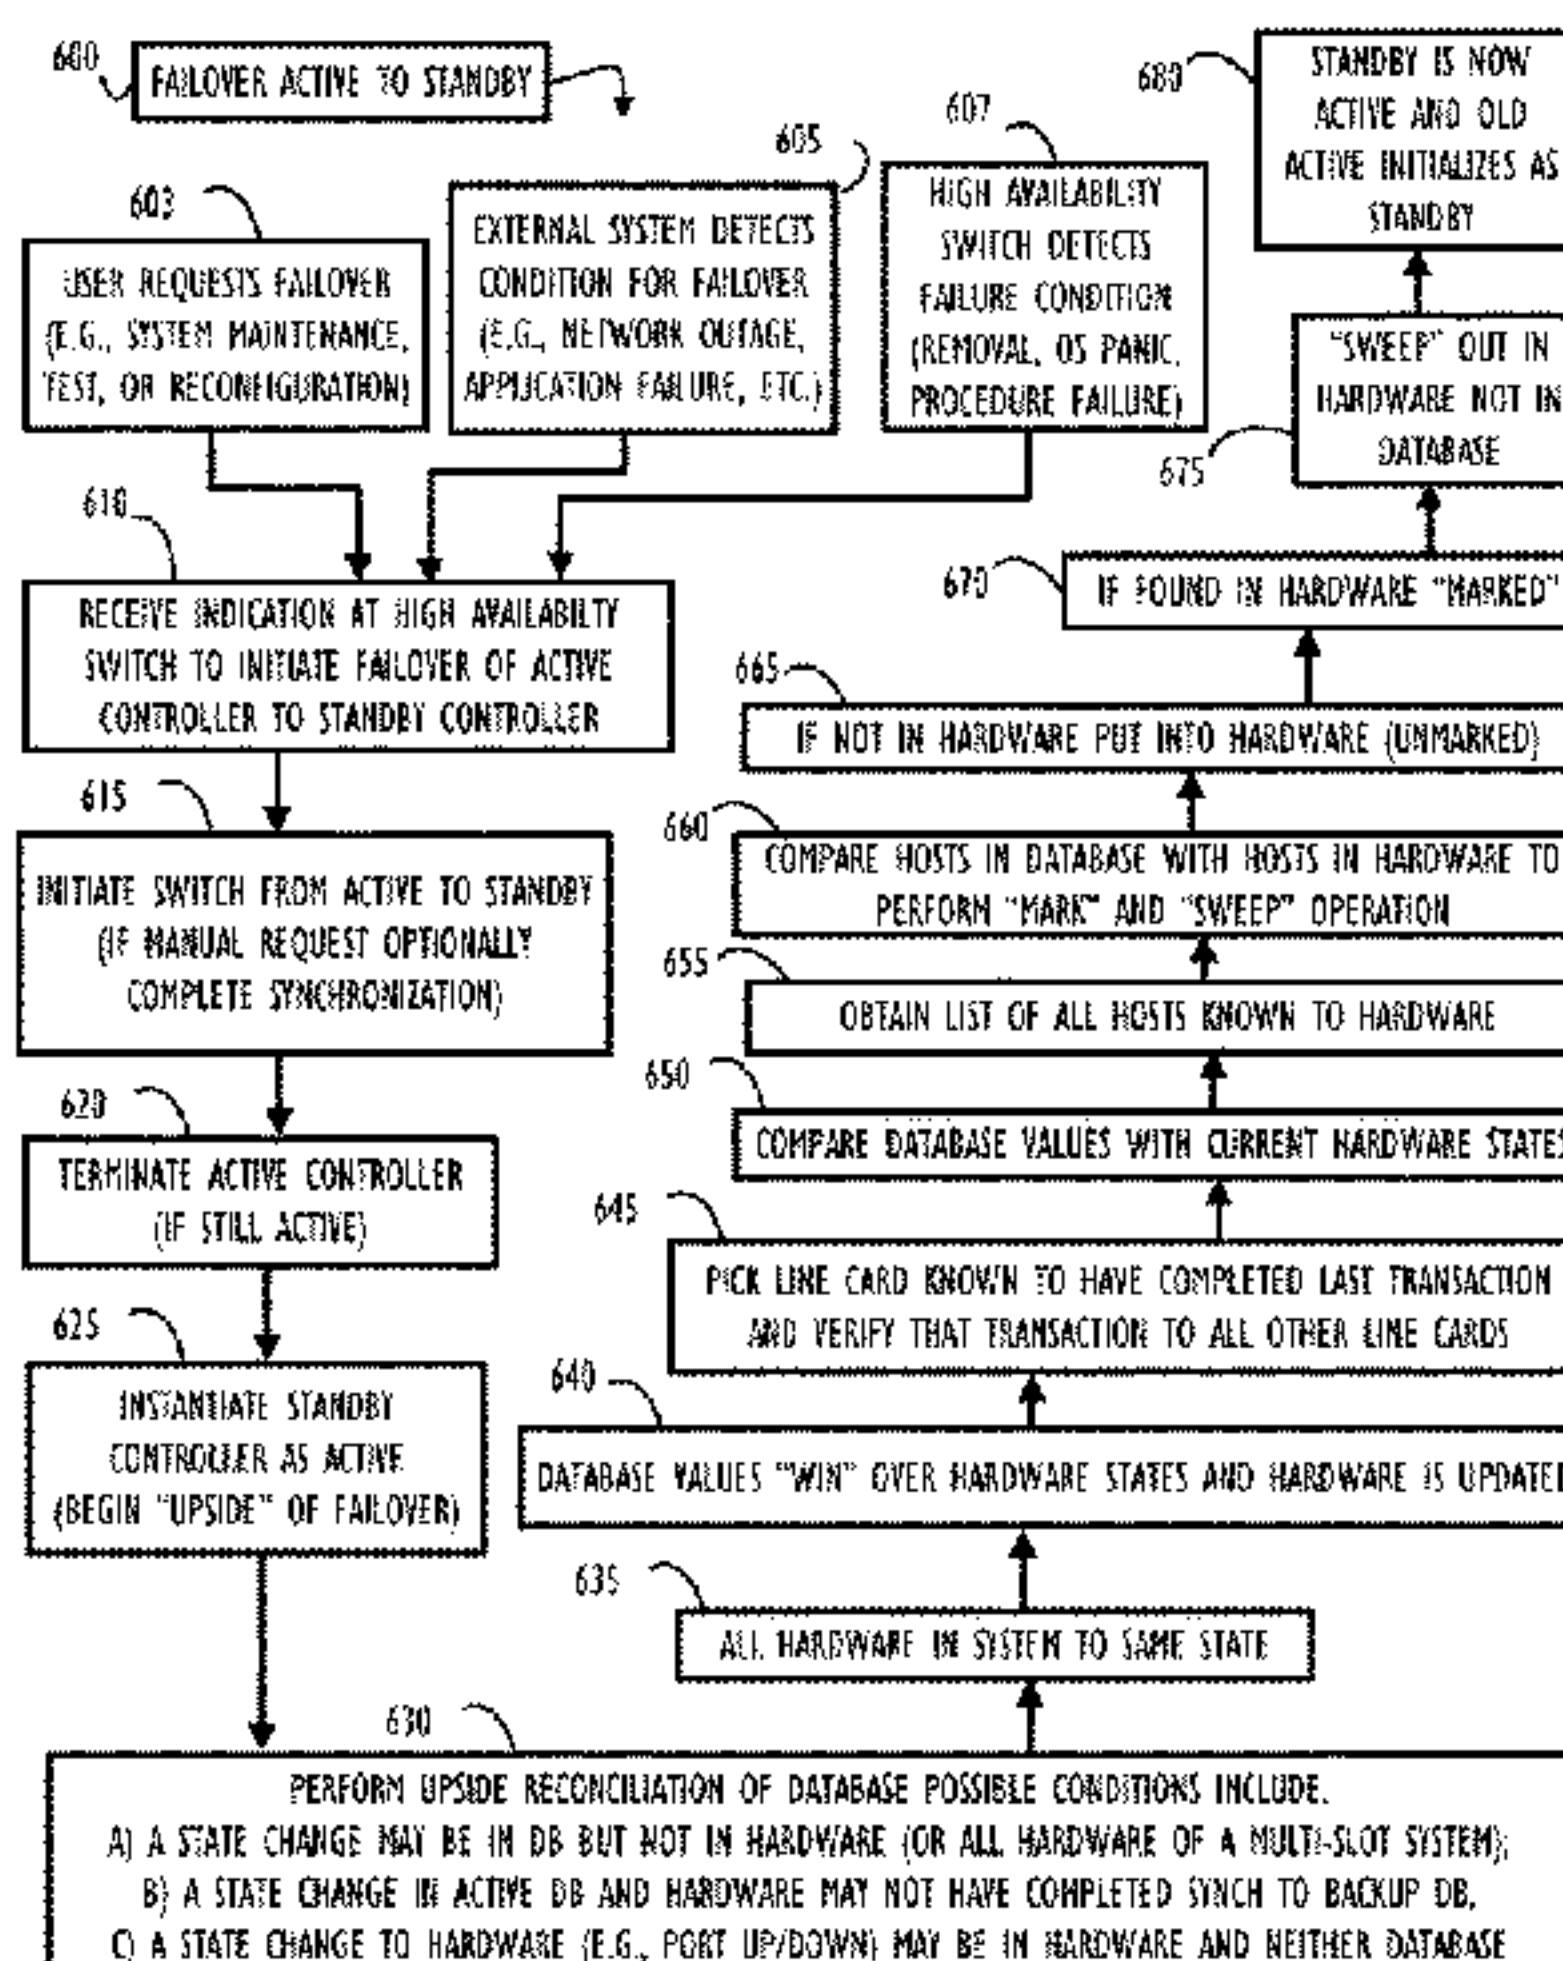 600
FAILOVER ACTIVE TO STANDBY
603
USER REQUESTS FAILOVER
(E.G., SYSTEM MAINTENANCE,
TEST, OR RECONFIGURATION)
605
EXTERNAL SYSTEM DETECTS
CONDITION FOR FAILOVER
(E.G., NETWORK OUTAGE,
APPLICATION FAILURE, ETC.)
607
HIGH AVAILABILITY
SWITCH DETECTS
FAILURE CONDITION
(REMOVAL, OS PANIC,
PROCEDURE FAILURE)
610
RECEIVE INDICATION AT HIGH AVAILABILTY
SWITCH TO INITIATE FAILOVER OF ACTIVE
CONTROLLER TO STANDBY CONTROLLER
615
INITIATE SWITCH FROM ACTIVE TO STANDBY
(IF MANUAL REQUEST OPTIONALLY
COMPLETE SYNCHRONIZATION)
620
TERMINATE ACTIVE CONTROLLER
(IF STILL ACTIVE)
625
INSTANTIATE STANDBY
CONTROLLER AS ACTIVE
(BEGIN "UPSIDE" OF FAILOVER)
630
PERFORM UPSIDE RECONCILIATION OF DATABASE POSSIBLE CONDITIONS INCLUDE.
A) A STATE CHANGE MAY BE IN DB BUT NOT IN HARDWARE (OR ALL HARDWARE OF A MULTI-SLOT SYSTEM);
B) A STATE CHANGE IN ACTIVE DB AND HARDWARE MAY NOT HAVE COMPLETED SYNCH TO BACKUP DB,
C) A STATE CHANGE TO HARDWARE (E.G., PORT UP/DOWN) MAY BE IN HARDWARE AND NEITHER DATABASE
635
ALL HARDWARE IN SYSTEM TO SAME STATE
640
DATABASE VALUES "WIN" OVER HARDWARE STATES AND HARDWARE IS UPDATED
645
PICK LINE CARD KNOWN TO HAVE COMPLETED LAST TRANSACTION
AND VERIFY THAT TRANSACTION TO ALL OTHER LINE CARDS
650
COMPARE DATABASE VALUES WITH CURRENT HARDWARE STATES
655
OBTAIN LIST OF ALL HOSTS KNOWN TO HARDWARE
660
COMPARE HOSTS IN DATABASE WITH HOSTS IN HARDWARE TO
PERFORM "MARK" AND "SWEEP" OPERATION
665
IF NOT IN HARDWARE PUT INTO HARDWARE (UNMARKED)
670
IF FOUND IN HARDWARE "MARKED"
675
"SWEEP" OUT IN
HARDWARE NOT IN
DATABASE
680
STANDBY IS NOW
ACTIVE AND OLD
ACTIVE INITIALIZES AS
STANDBY